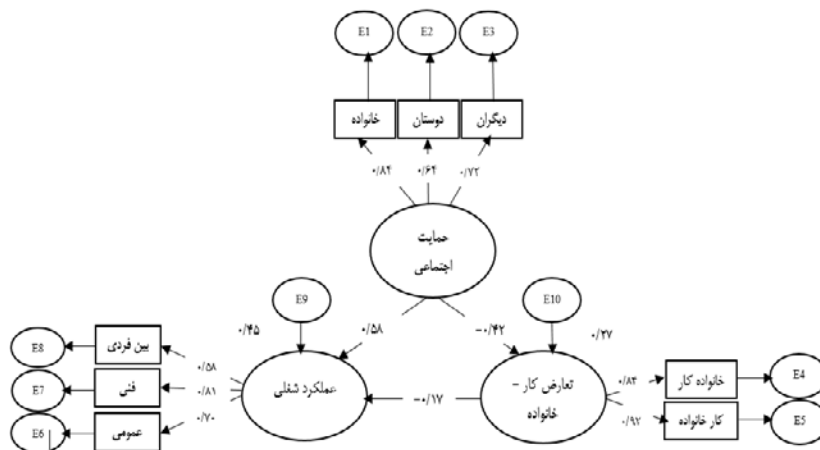 E1 E2 E3
خانواده دوستان دیگران
۰/۸۴ ۰/۶۴ ۰/۷۲
حمایت
اجتماعی
E9 E10
۰/۴۵ ۰/۵۸ -۰/۴۲ ۰/۲۷
E8 بین فردی ۰/۵۸
E7 فنی ۰/۸۱
E6 عمومی ۰/۷۰
عملکرد شغلی
-۰/۱۷
تعارض کار -
خانواده
۰/۸۴ خانواده کار E4
۰/۹۲ کار خانواده E5